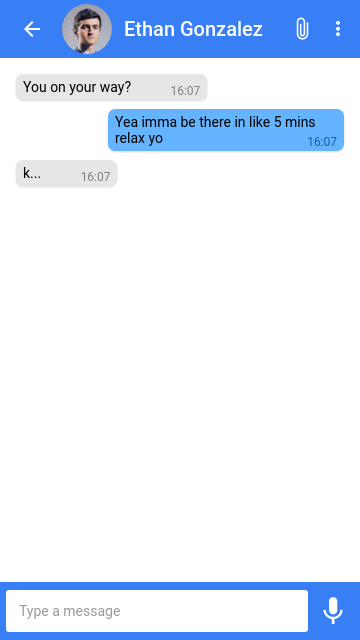 Ethan Gonzalez
You on your way?
16:07
Yea imma be there in like 5 mins
relax yo
16:07
k...
16:07
Type a message